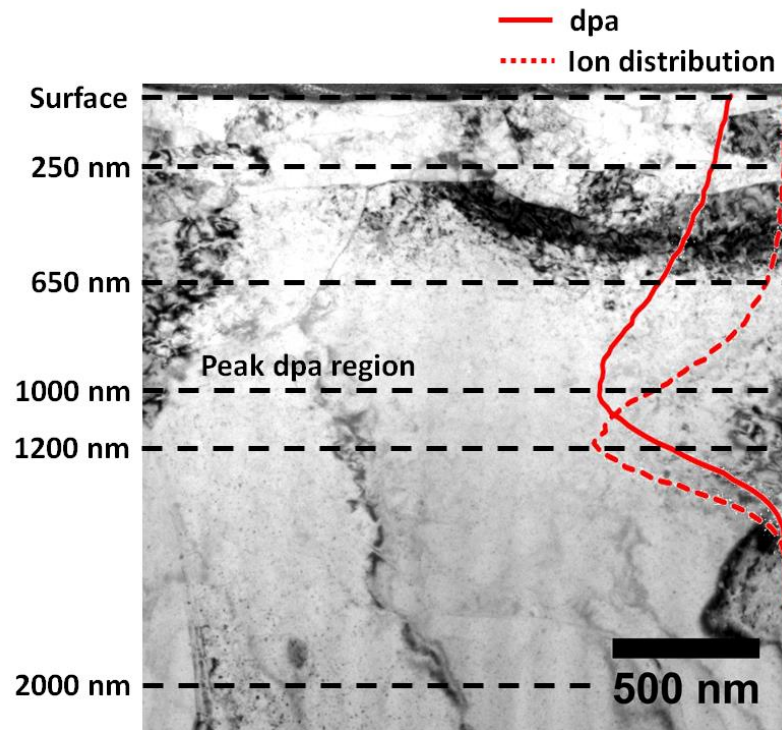 dpa
Ion distribution
Surface
250 nm
650 nm
Peak dpa region
1000 nm
1200 nm
2000 nm
500 nm